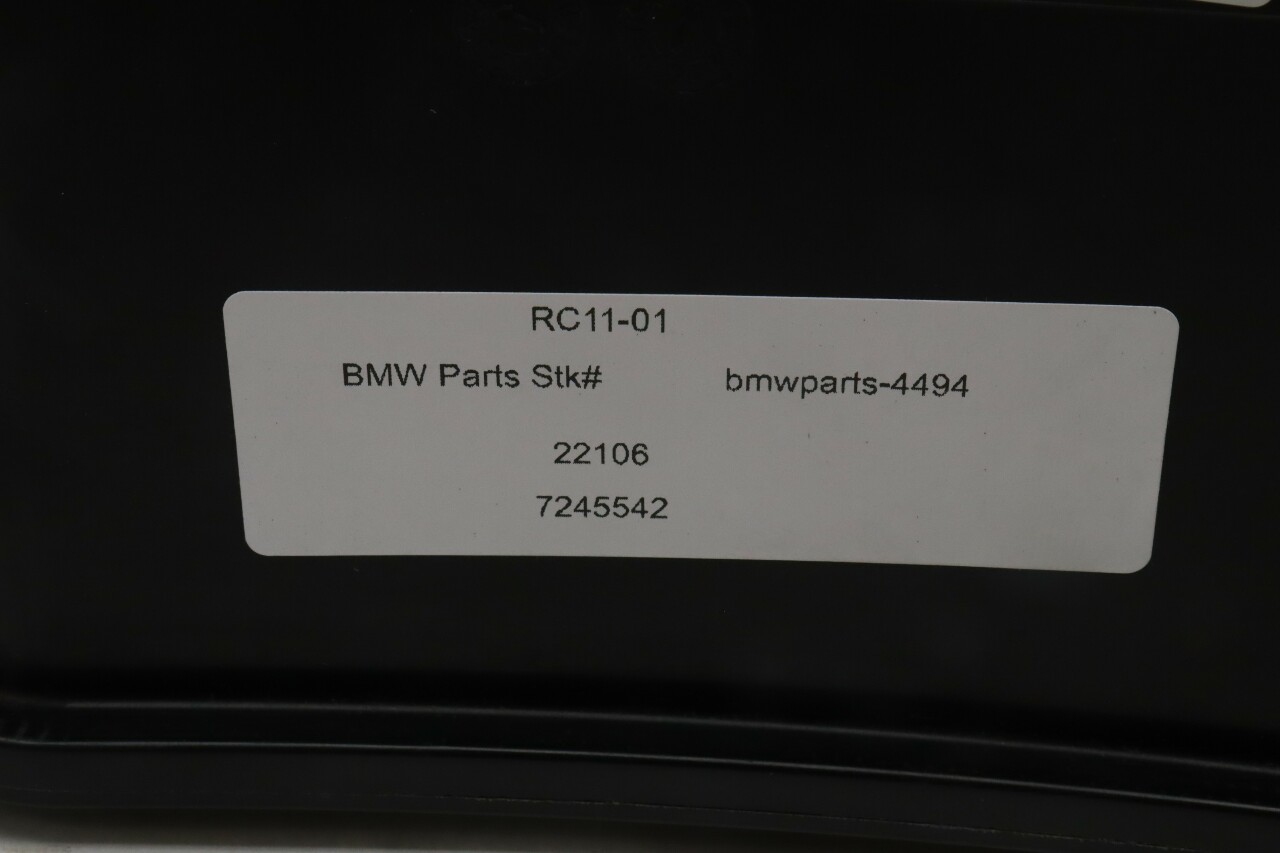 RC11-01
BMW Parts Stk# bmwparts-4494
22106
7245542